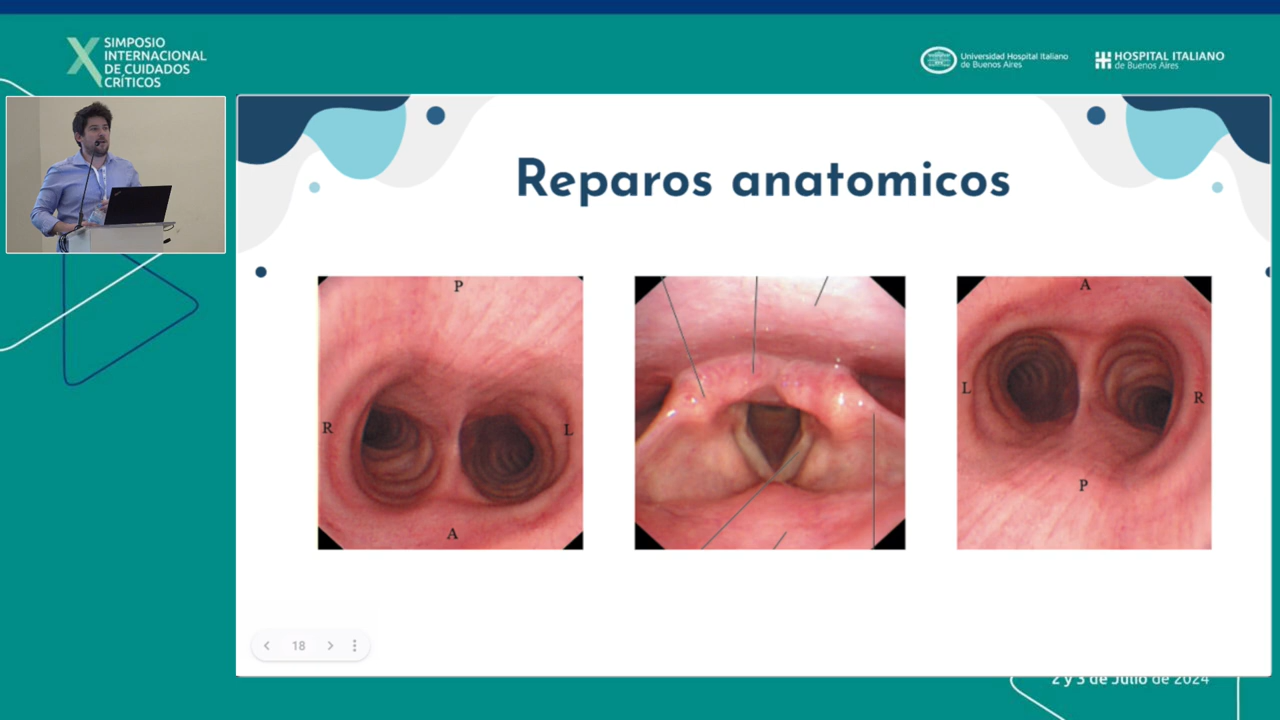 SIMPOSIO
INTERNACIONAL
DE CUIDADOS
CRÍTICOS
Universidad Hospital Italiano
de Buenos Aires
HOSPITAL ITALIANO
de Buenos Aires
Reparos anatomicos
P
R
L
A
A
L
R
P
18
2 y 3 de Julio de 2024